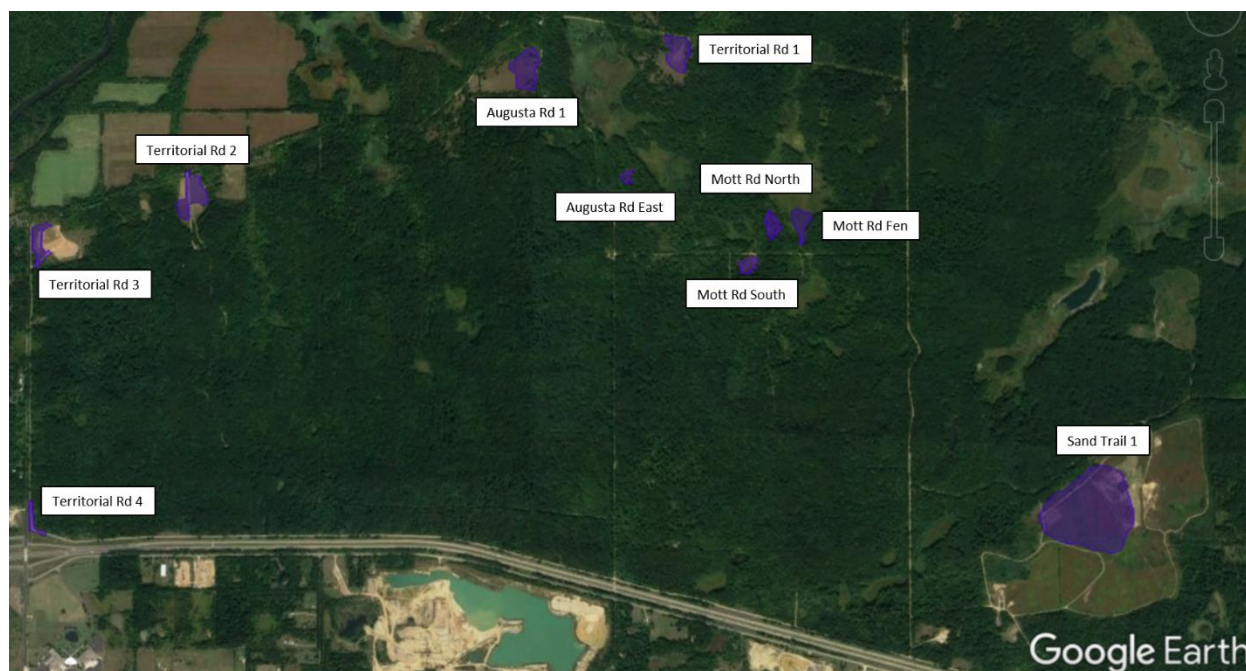 Territorial Rd 1
Augusta Rd 1
Territorial Rd 2
Mott Rd North
Augusta Rd East
Mott Rd Fen
Territorial Rd 3
Mott Rd South
Sand Trail 1
Territorial Rd 4
Google Earth